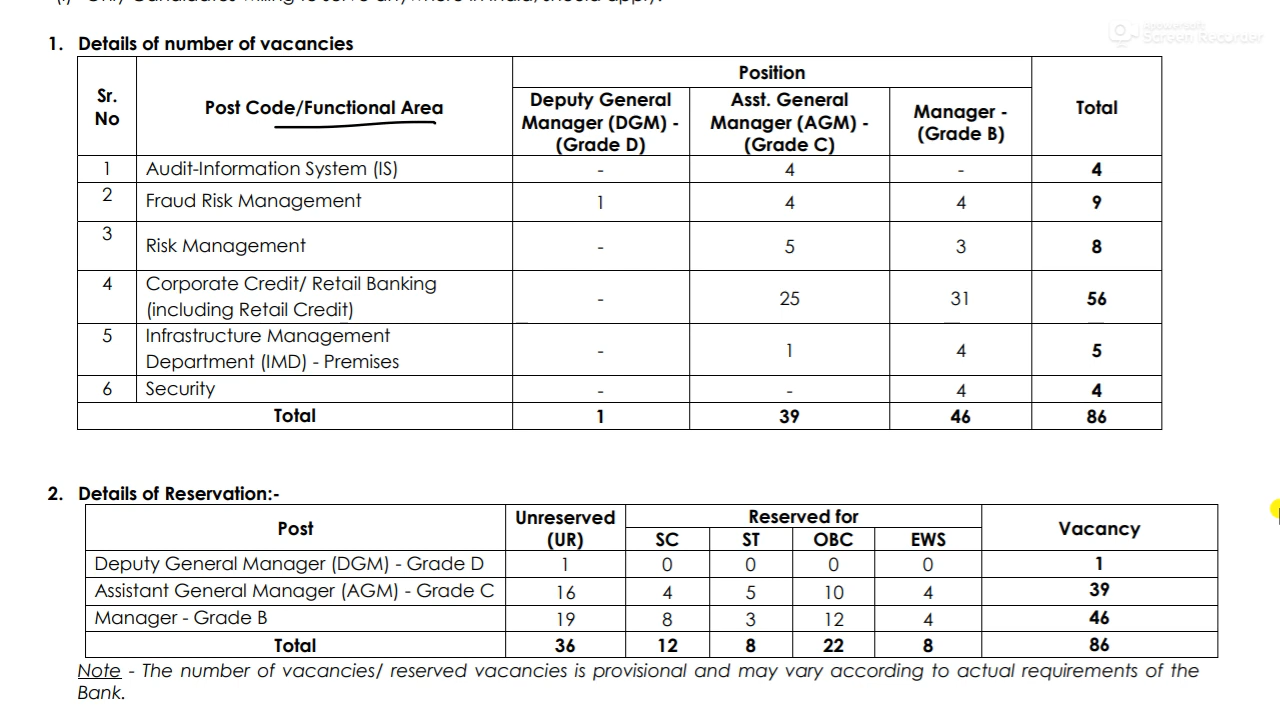 1. Details of number of vacancies
Sr. No | Post Code/Functional Area | Position | Total
Deputy General Manager (DGM) - (Grade D) | Asst. General Manager (AGM) - (Grade C) | Manager - (Grade B)
1 | Audit-Information System (IS) | - | 4 | - | 4
2 | Fraud Risk Management | 1 | 4 | 4 | 9
3 | Risk Management | - | 5 | 3 | 8
4 | Corporate Credit/ Retail Banking (including Retail Credit) | - | 25 | 31 | 56
5 | Infrastructure Management Department (IMD) - Premises | - | 1 | 4 | 5
6 | Security | - | - | 4 | 4
Total | 1 | 39 | 46 | 86
2. Details of Reservation:-
Post | Unreserved (UR) | Reserved for | Vacancy
SC | ST | OBC | EWS
Deputy General Manager (DGM) - Grade D | 1 | 0 | 0 | 0 | 0 | 1
Assistant General Manager (AGM) - Grade C | 16 | 4 | 5 | 10 | 4 | 39
Manager - Grade B | 19 | 8 | 3 | 12 | 4 | 46
Total | 36 | 12 | 8 | 22 | 8 | 86
Note - The number of vacancies/ reserved vacancies is provisional and may vary according to actual requirements of the
Bank.
Screen Recorder